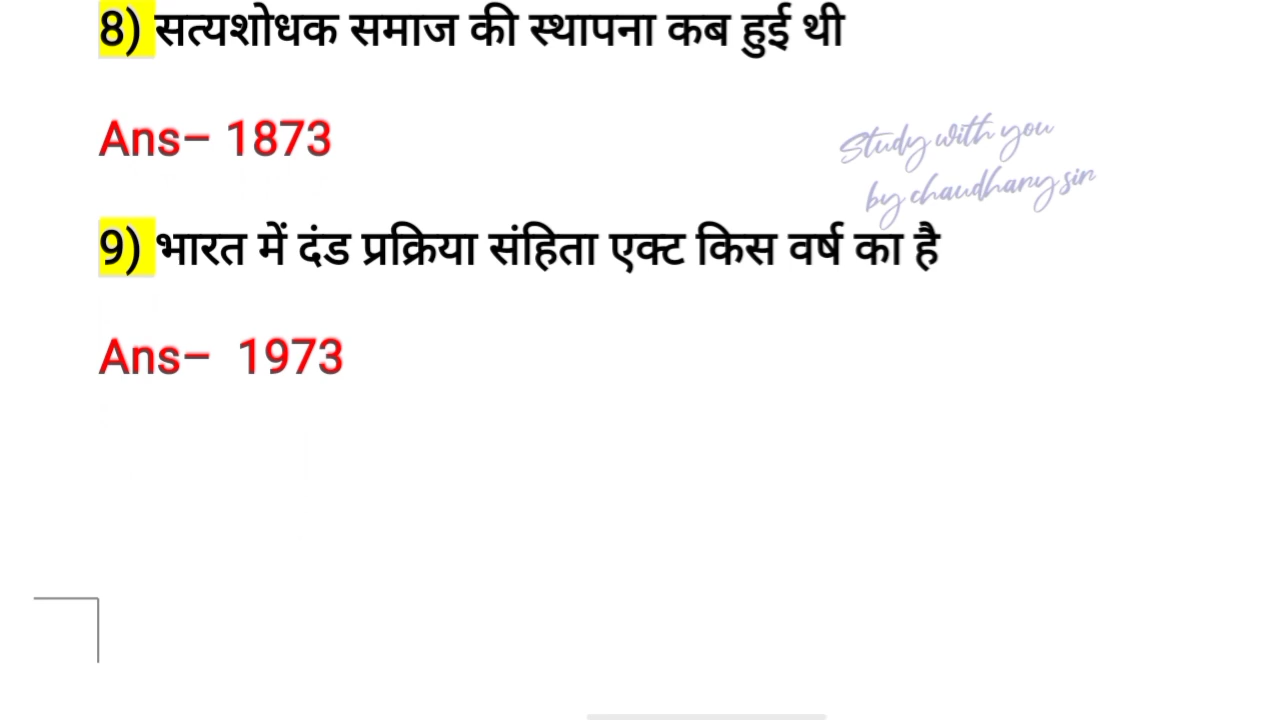 8) सत्यशोधक समाज की स्थापना कब हुई थी
Ans– 1873
Study with you
by chaudhary sir
9) भारत में दंड प्रक्रिया संहिता एक्ट किस वर्ष का है
Ans– 1973